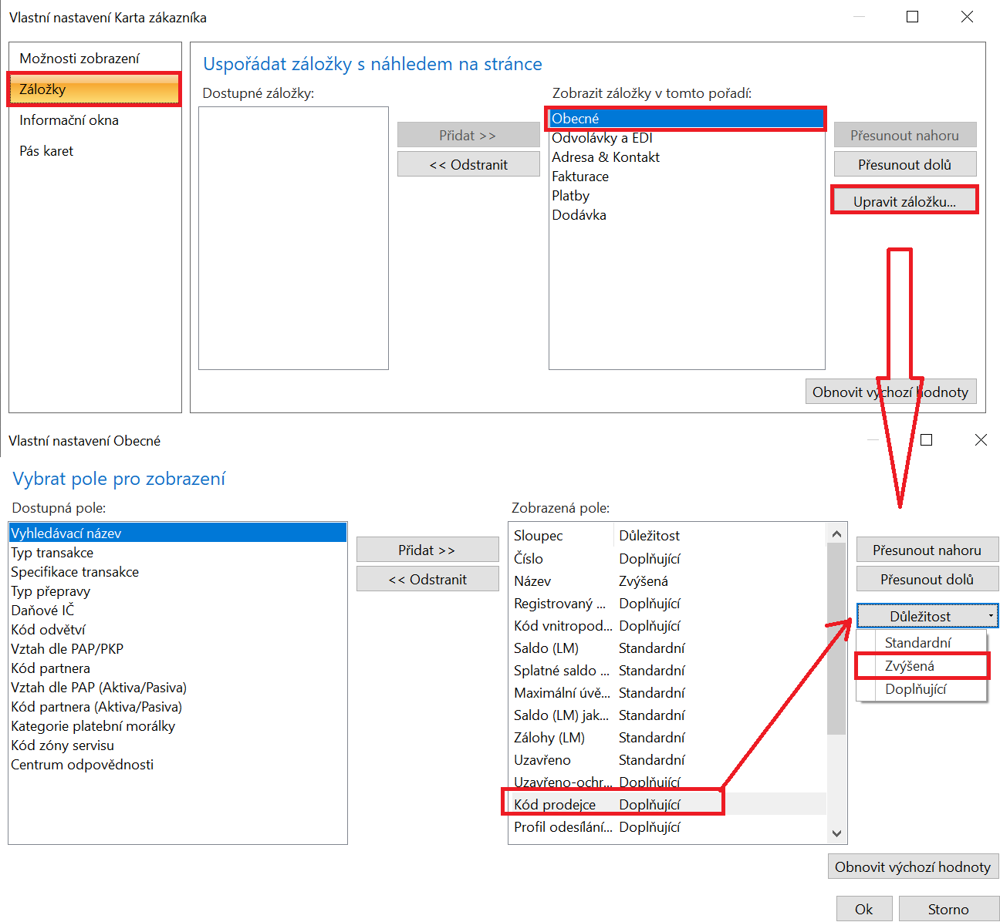 Vlastní nastavení Karta zákazníka
Možnosti zobrazení
Záložky
Informační okna
Pás karet
Uspořádat záložky s náhledem na stránce
Dostupné záložky:
Přidat >>
<< Odstranit
Zobrazit záložky v tomto pořadí:
Obecné
Odvolávky a EDI
Adresa & Kontakt
Fakturace
Platby
Dodávka
Přesunout nahoru
Přesunout dolů
Upravit záložku...
Obnovit výchozí hodnoty
Vlastní nastavení Obecné
Vybrat pole pro zobrazení
Dostupná pole:
Vyhledávací název
Typ transakce
Specifikace transakce
Typ přepravy
Daňové IČ
Kód odvětví
Vztah dle PAP/PKP
Kód partnera
Vztah dle PAP (Aktiva/Pasiva)
Kód partnera (Aktiva/Pasiva)
Kategorie platební morálky
Kód zóny servisu
Centrum odpovědnosti
Přidat >>
<< Odstranit
Zobrazená pole:
Sloupec Důležitost
Číslo Doplňující
Název Zvýšená
Registrovaný ... Doplňující
Kód vnitropod... Doplňující
Saldo (LM) Standardní
Splatné saldo ... Standardní
Maximální úvě... Standardní
Saldo (LM) jak... Standardní
Zálohy (LM) Standardní
Uzavřeno Standardní
Uzavřeno-ochr... Doplňující
Kód prodejce Doplňující
Profil odesílání... Doplňující
Přesunout nahoru
Přesunout dolů
Důležitost
Standardní
Zvýšená
Doplňující
Obnovit výchozí hodnoty
Ok
Storno